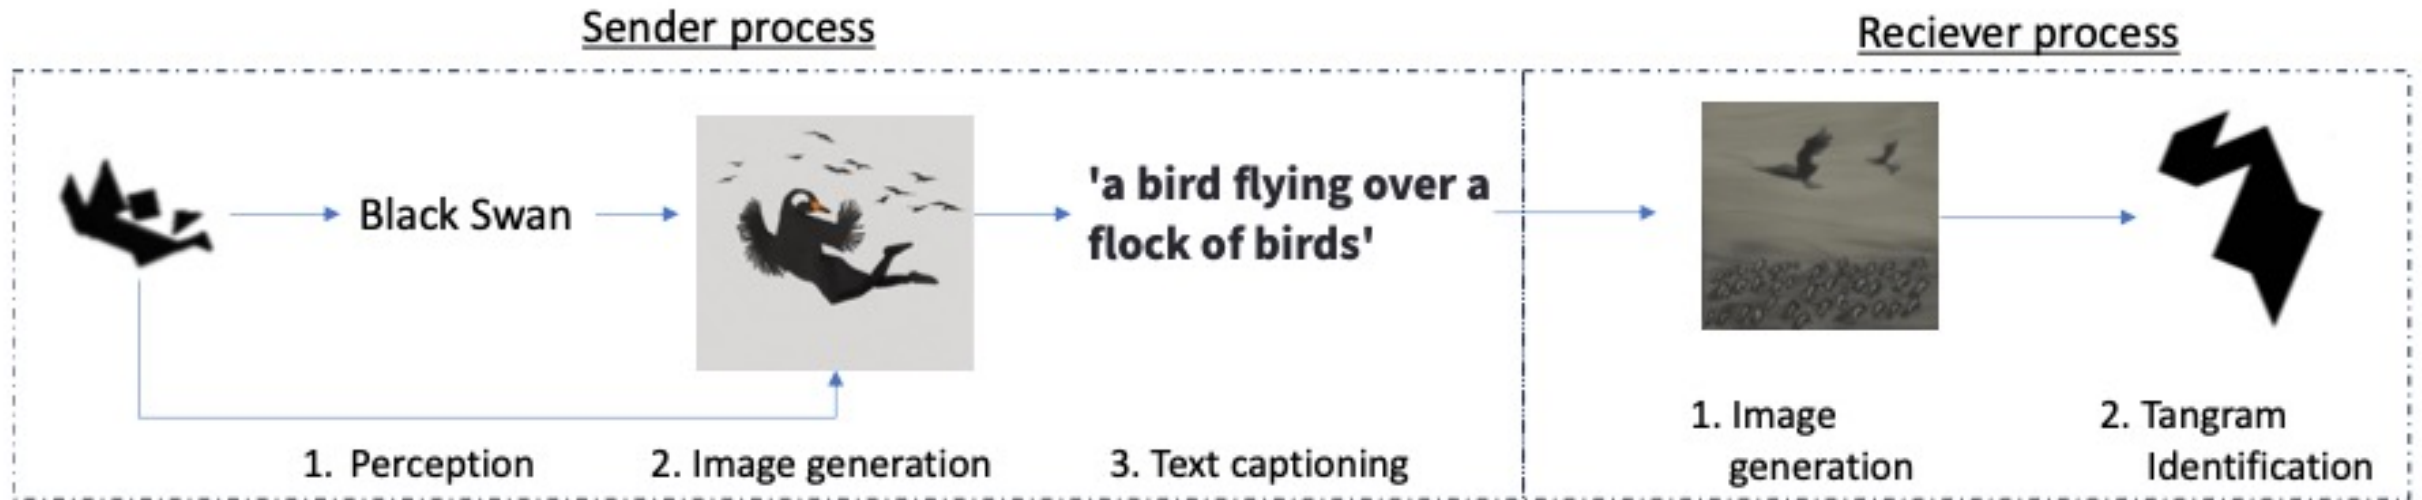 Sender process
Reciever process
Black Swan
'a bird flying over a
flock of birds'
1. Perception
2. Image generation
3. Text captioning
1. Image
generation
2. Tangram
Identification